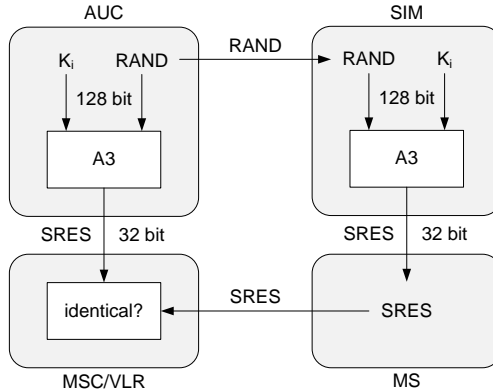 AUC
SIM
RAND
Kᵢ RAND
RAND Kᵢ
128 bit
128 bit
A3
A3
SRES 32 bit
SRES 32 bit
identical?
SRES
SRES
MSC/VLR
MS